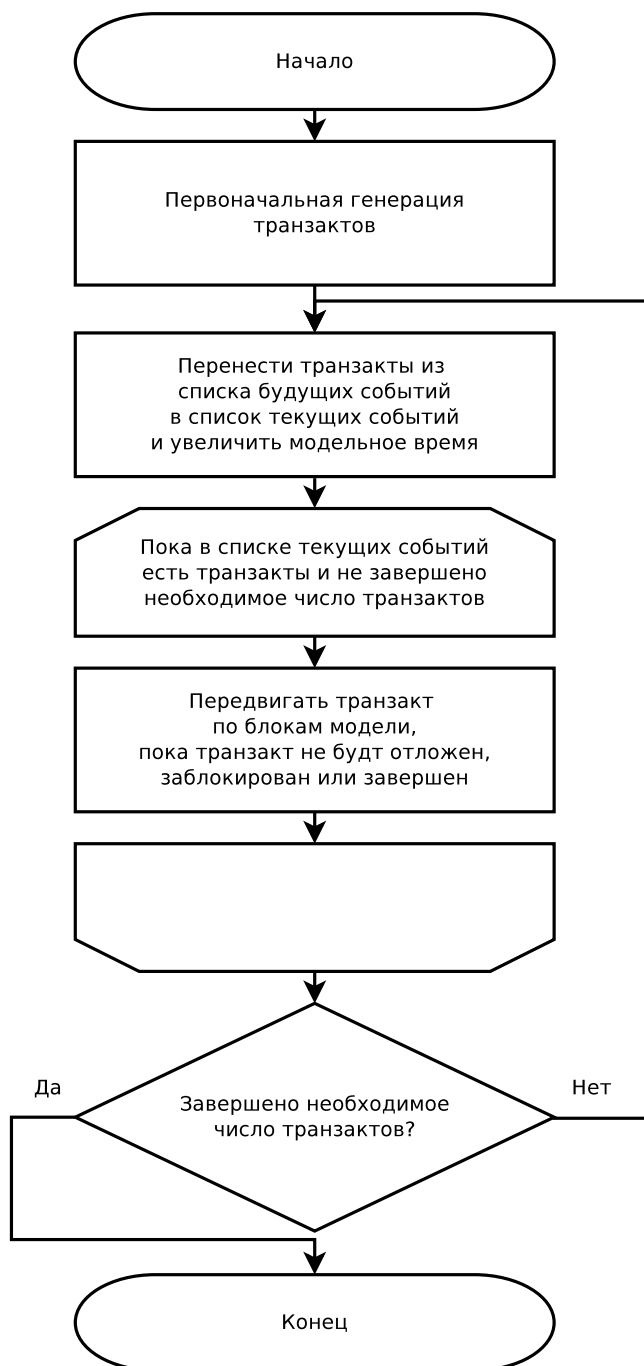 Начало
Первоначальная генерация
транзактов
Перенести транзакты из
списка будущих событий
в список текущих событий
и увеличить модельное время
Пока в списке текущих событий
есть транзакты и не завершено
необходимое число транзактов
Передвигать транзакт
по блокам модели,
пока транзакт не будт отложен,
заблокирован или завершен
Да
Нет
Завершено необходимое
число транзактов?
Конец